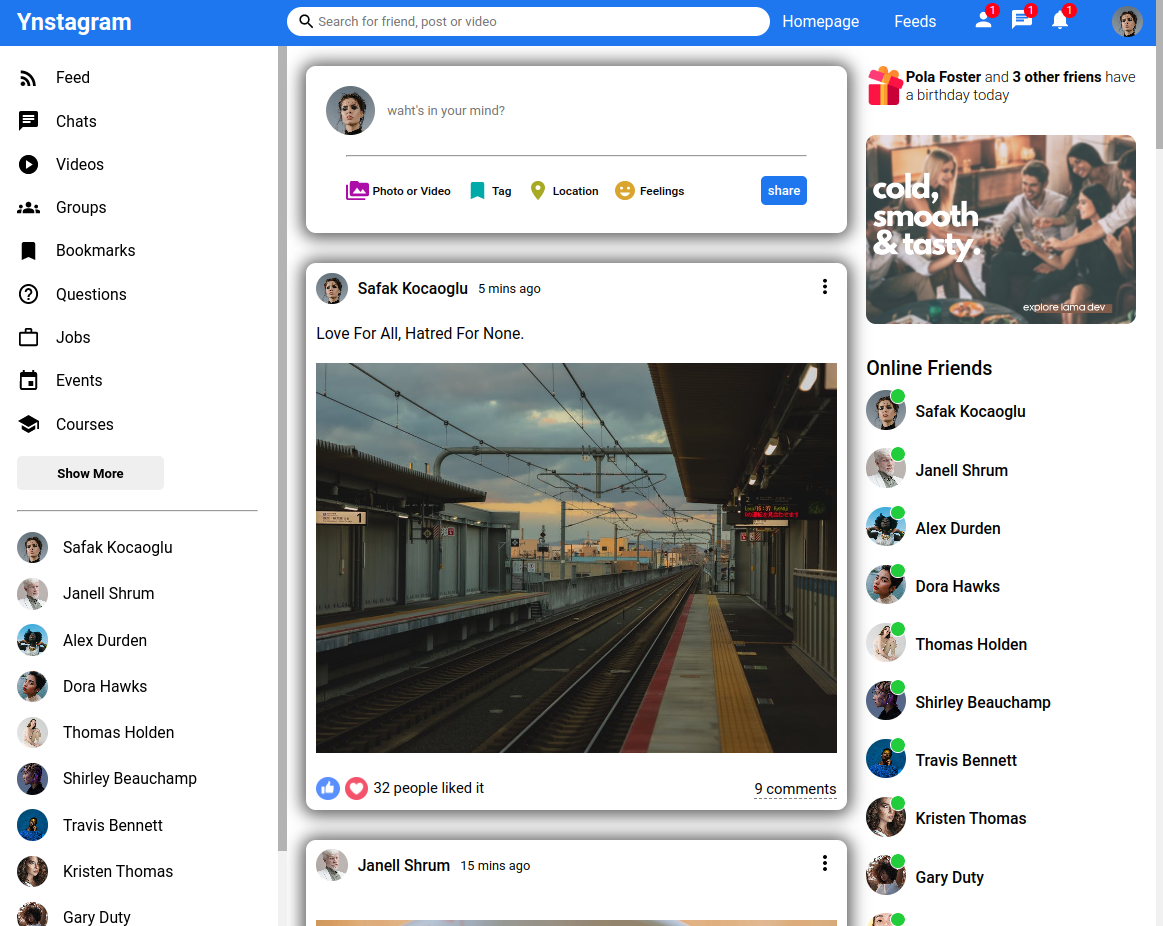 Ynstagram
Search for friend, post or video
Homepage
Feeds
1
1
1
Feed
Chats
Videos
Groups
Bookmarks
Questions
Jobs
Events
Courses
Show More
Safak Kocaoglu
Janell Shrum
Alex Durden
Dora Hawks
Thomas Holden
Shirley Beauchamp
Travis Bennett
Kristen Thomas
Gary Duty
waht's in your mind?
Photo or Video
Tag
Location
Feelings
share
Safak Kocaoglu 5 mins ago
Love For All, Hatred For None.
1
2
32 people liked it
9 comments
Janell Shrum 15 mins ago
Pola Foster and 3 other friens have
a birthday today
cold,
smooth
& tasty.
explore lama dev
Online Friends
Safak Kocaoglu
Janell Shrum
Alex Durden
Dora Hawks
Thomas Holden
Shirley Beauchamp
Travis Bennett
Kristen Thomas
Gary Duty